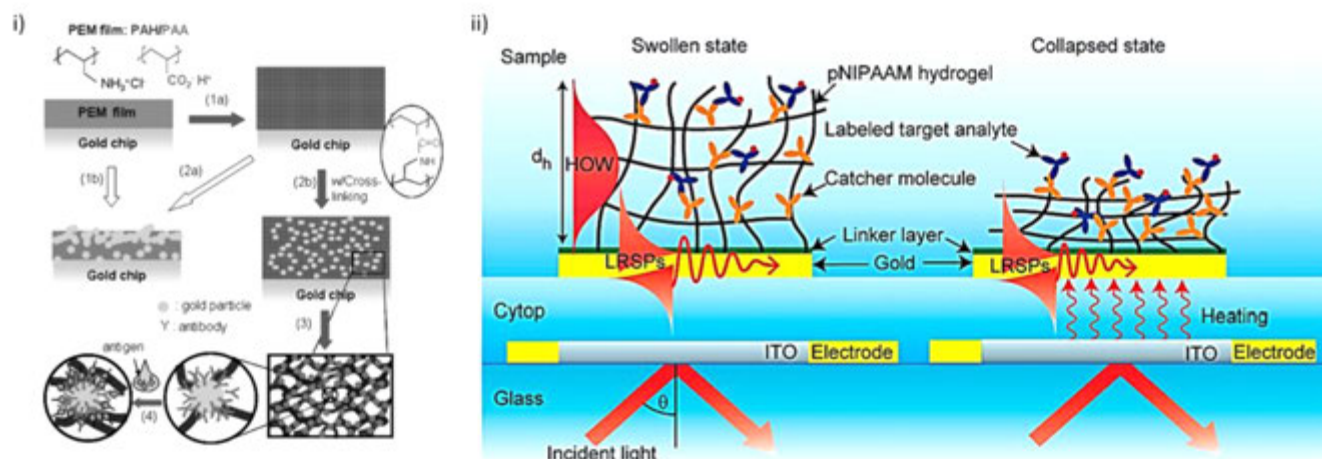 i)
PEM film: PAH/PAA
NH₃⁺Cl⁻
CO₂⁻ H⁺
PEM film
Gold chip
(1a)
Gold chip
C=O
NH
(1b)
(2a)
(2b)
w/Cross-
linking
Gold chip
Gold chip
: gold particle
Y : antibody
(3)
antigen
(4)
ii)
Swollen state
Collapsed state
Sample
pNIPAAM hydrogel
Labeled target analyte
dh
HOW
Catcher molecule
Linker layer
LRSPs
Gold
LRSPs
Cytop
Heating
ITO
Electrode
ITO
Electrode
Glass
θ
Incident light